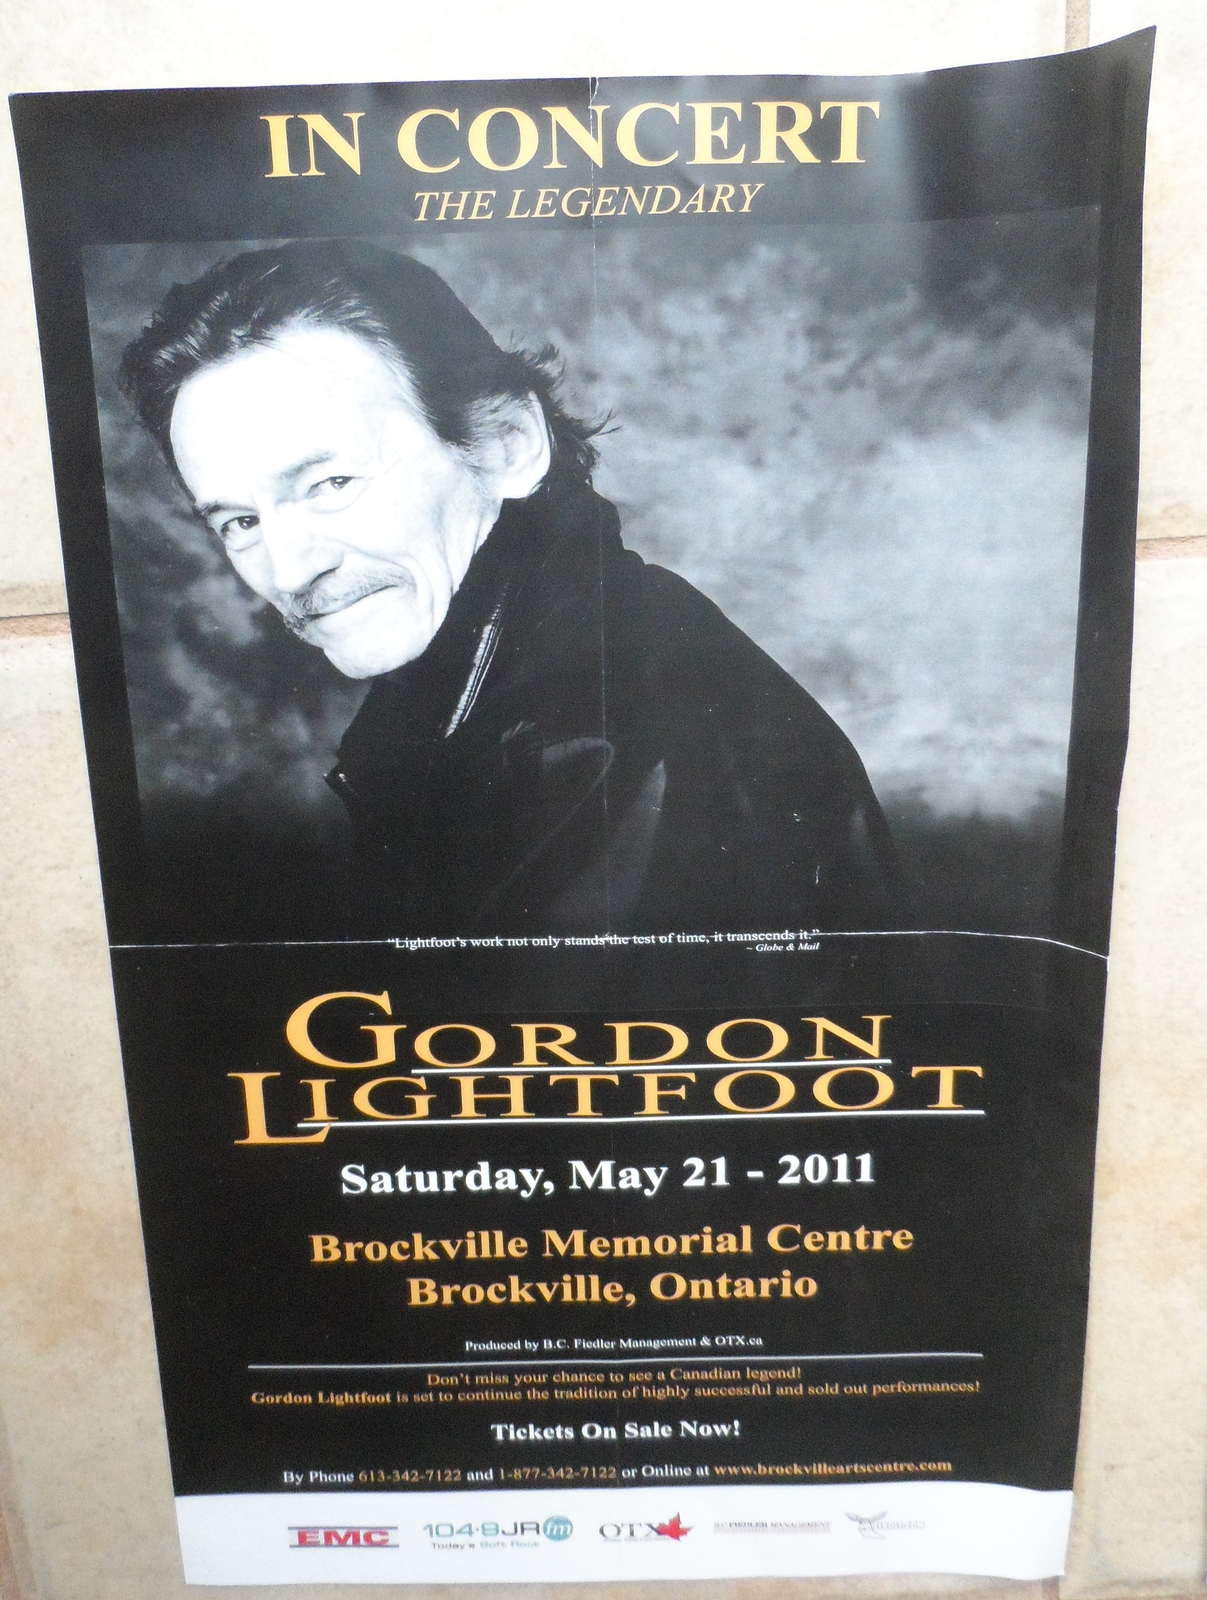 IN CONCERT
THE LEGENDARY
"Lightfoot's work not only stands the test of time, it transcends it."
~ Globe & Mail
GORDON
LIGHTFOOT
Saturday, May 21 - 2011
Brockville Memorial Centre
Brockville, Ontario
Produced by B.C. Fiedler Management & OTX.ca
Don't miss your chance to see a Canadian legend!
Gordon Lightfoot is set to continue the tradition of highly successful and sold out performances!
Tickets On Sale Now!
By Phone 613-342-7122 and 1-877-342-7122 or Online at www.brockvilleartscentre.com
EMC 104.9 JR fm OTX B.C. FIEDLER MANAGEMENT
Today's Soft Rock